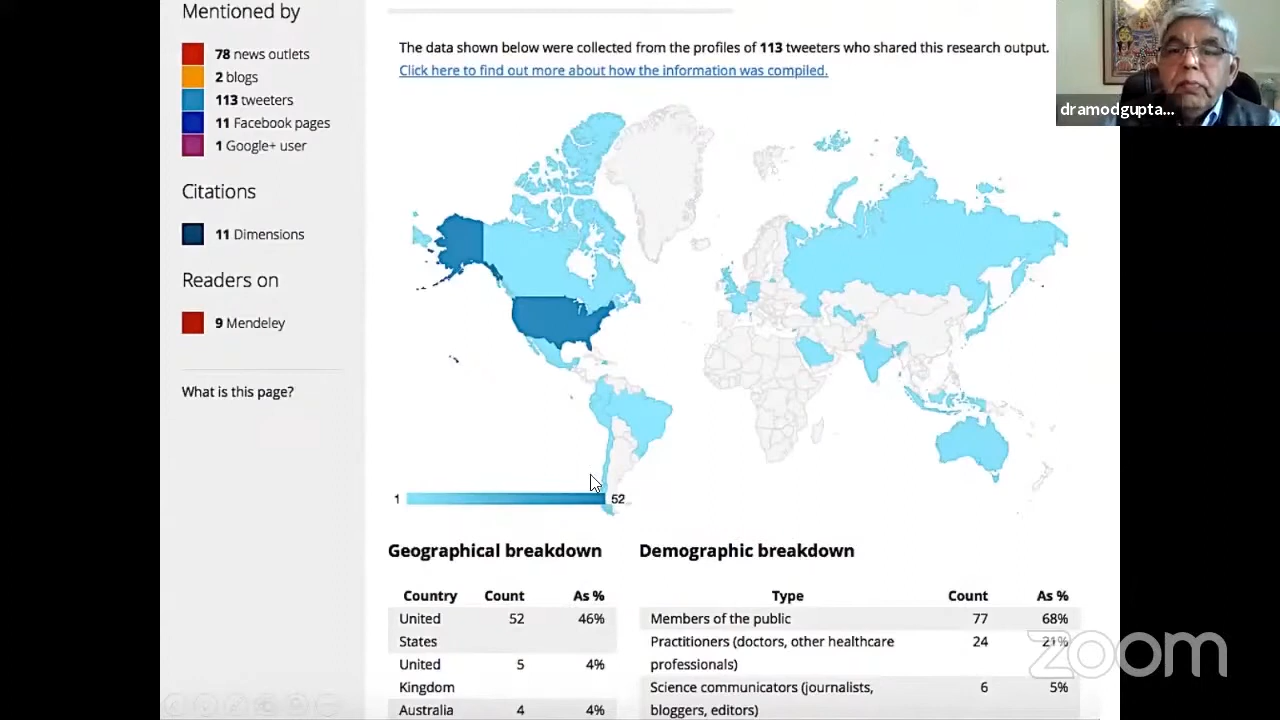 Mentioned by
78 news outlets
2 blogs
113 tweeters
11 Facebook pages
1 Google+ user
Citations
11 Dimensions
Readers on
9 Mendeley
What is this page?
The data shown below were collected from the profiles of 113 tweeters who shared this research output.
Click here to find out more about how the information was compiled.
dramodgupta...
1 52
Geographical breakdown
Country Count As %
United 52 46%
States
United 5 4%
Kingdom
Australia 4 4%
Demographic breakdown
Type Count As %
Members of the public 77 68%
Practitioners (doctors, other healthcare 24 21%
professionals)
Science communicators (journalists, 6 5%
bloggers, editors)
zoom